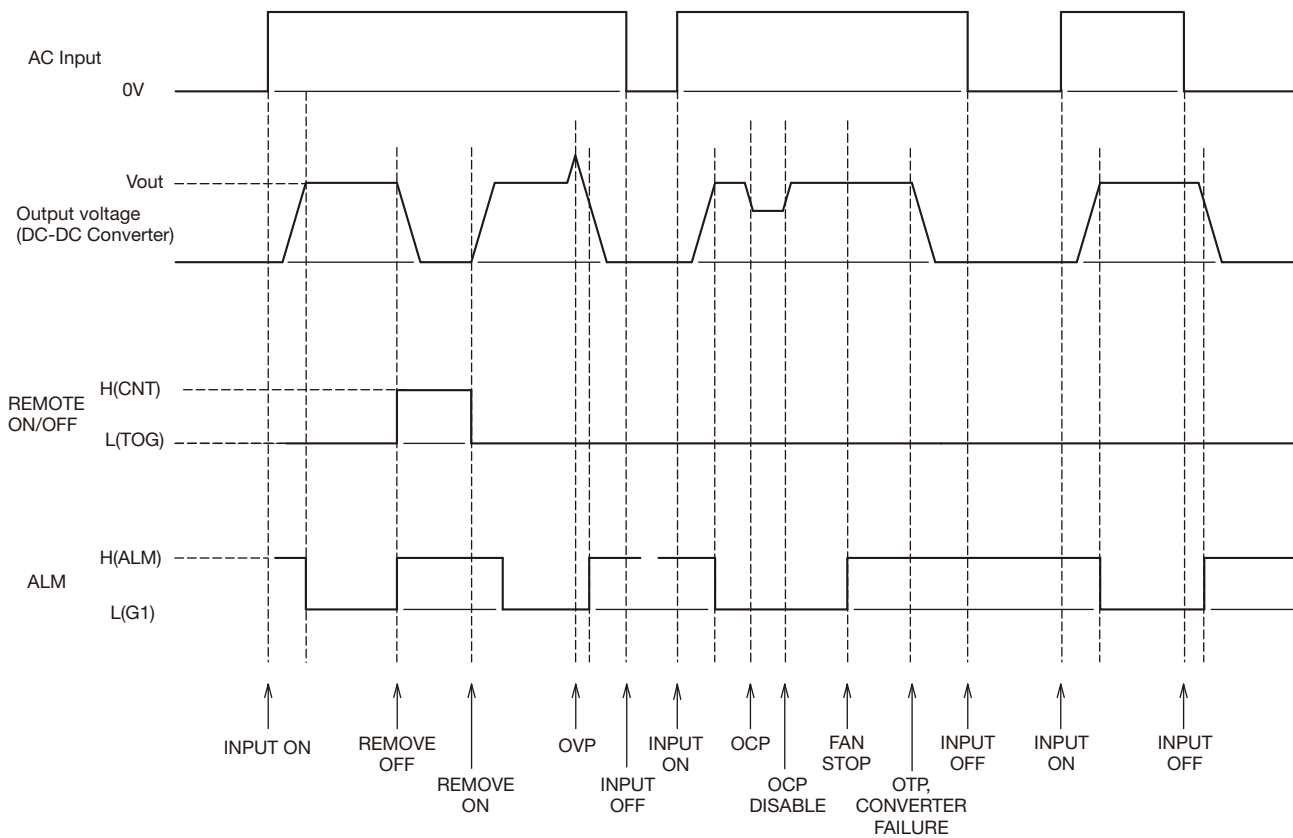 AC Input
0V
Vout
Output voltage
(DC-DC Converter)
H(CNT)
REMOTE
ON/OFF
L(TOG)
H(ALM)
ALM
L(G1)
INPUT ON
REMOVE
OFF
REMOVE
ON
OVP
INPUT
OFF
INPUT
ON
OCP
OCP
DISABLE
FAN
STOP
OTP,
CONVERTER
FAILURE
INPUT
OFF
INPUT
ON
INPUT
OFF